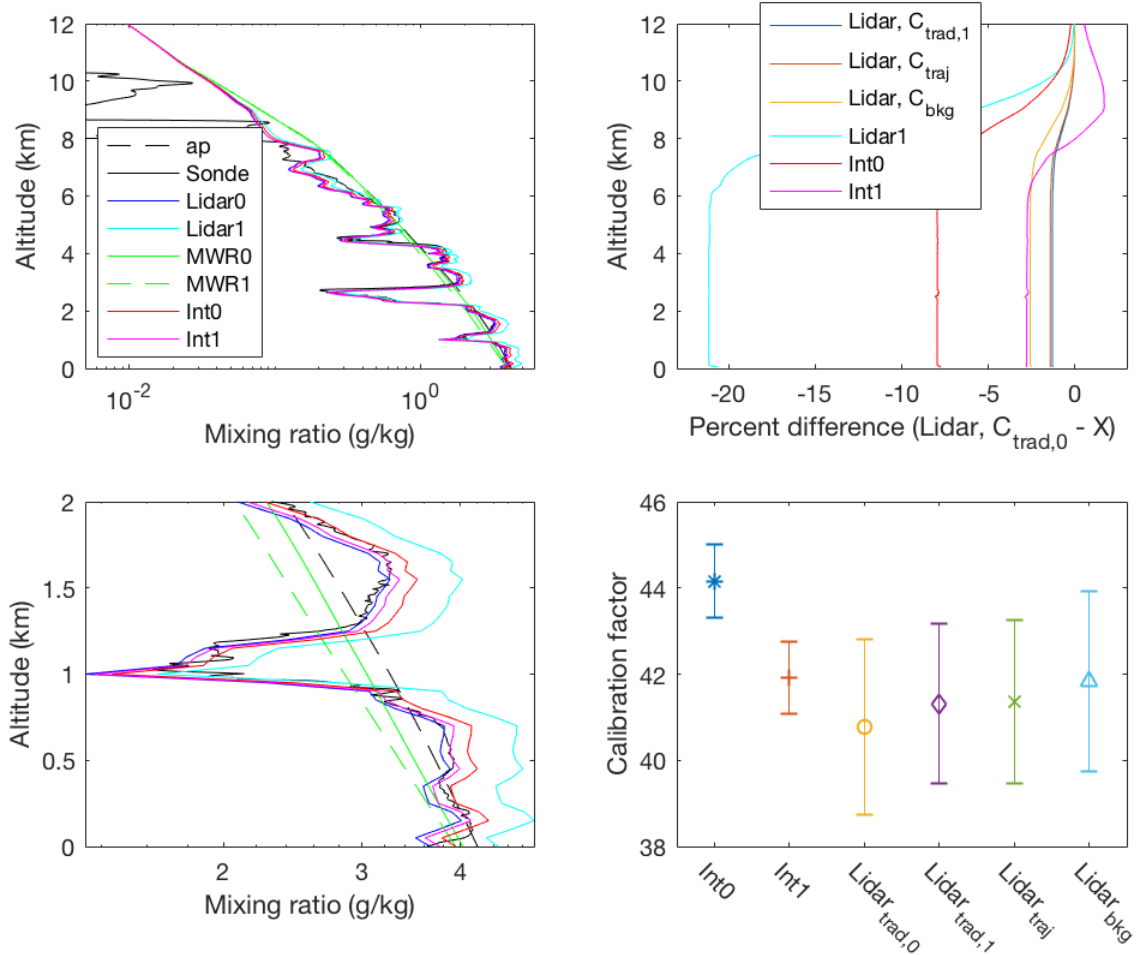 12
10
8
6
4
2
0
Altitude (km)
ap
Sonde
Lidar0
Lidar1
MWR0
MWR1
Int0
Int1
10^-2
10^0
Mixing ratio (g/kg)
12
10
8
6
4
2
0
Altitude (km)
Lidar, C_trad,1
Lidar, C_traj
Lidar, C_bkg
Lidar1
Int0
Int1
-20
-15
-10
-5
0
Percent difference (Lidar, C_trad,0 - X)
2
1.5
1
0.5
0
Altitude (km)
2
3
4
Mixing ratio (g/kg)
46
44
42
40
38
Calibration factor
Int0
Int1
Lidar_trad,0
Lidar_trad,1
Lidar_traj
Lidar_bkg